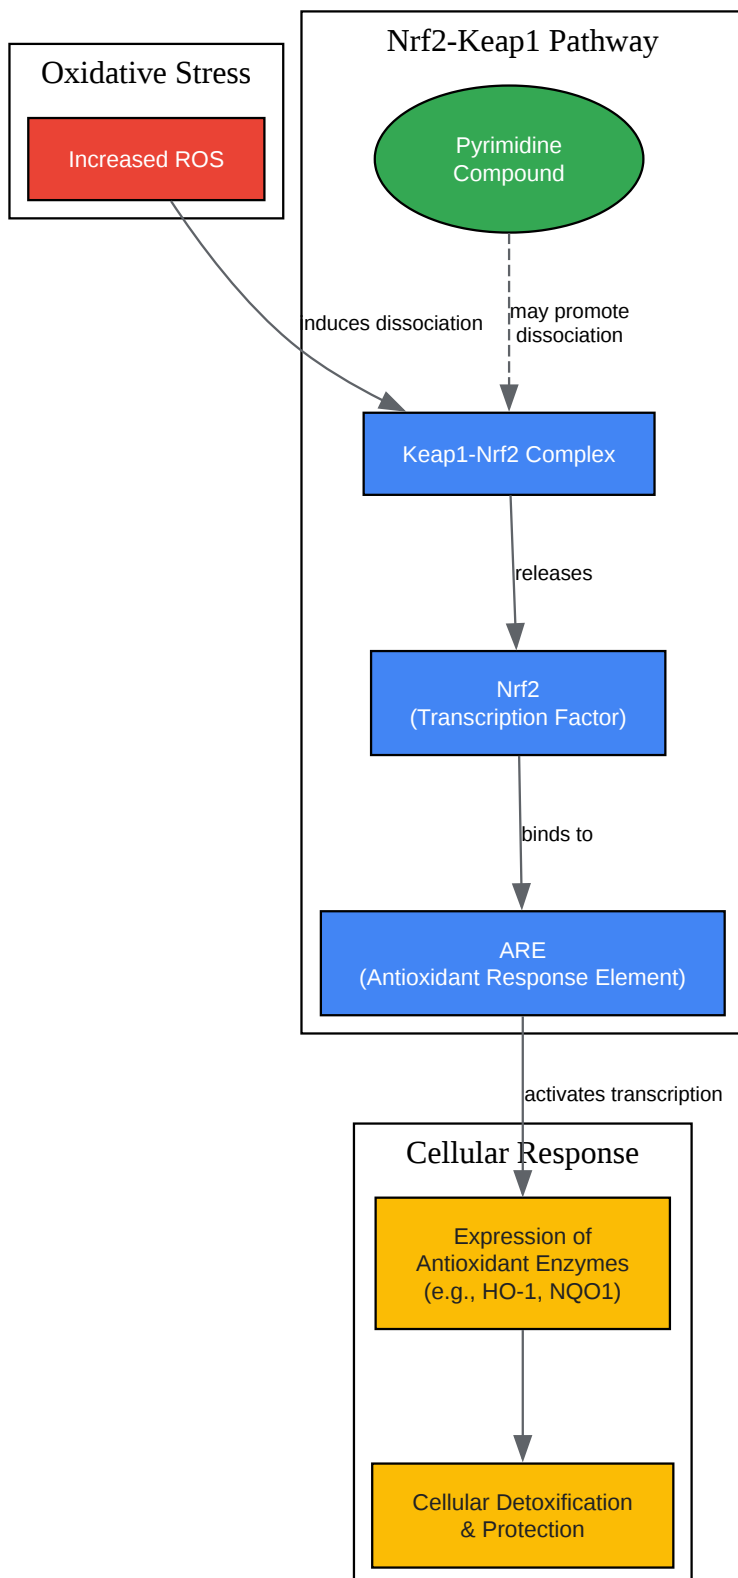 Oxidative Stress
Increased ROS
Nrf2-Keap1 Pathway
Pyrimidine
Compound
induces dissociation
may promote
dissociation
Keap1-Nrf2 Complex
releases
Nrf2
(Transcription Factor)
binds to
ARE
(Antioxidant Response Element)
activates transcription
Cellular Response
Expression of
Antioxidant Enzymes
(e.g., HO-1, NQO1)
Cellular Detoxification
& Protection